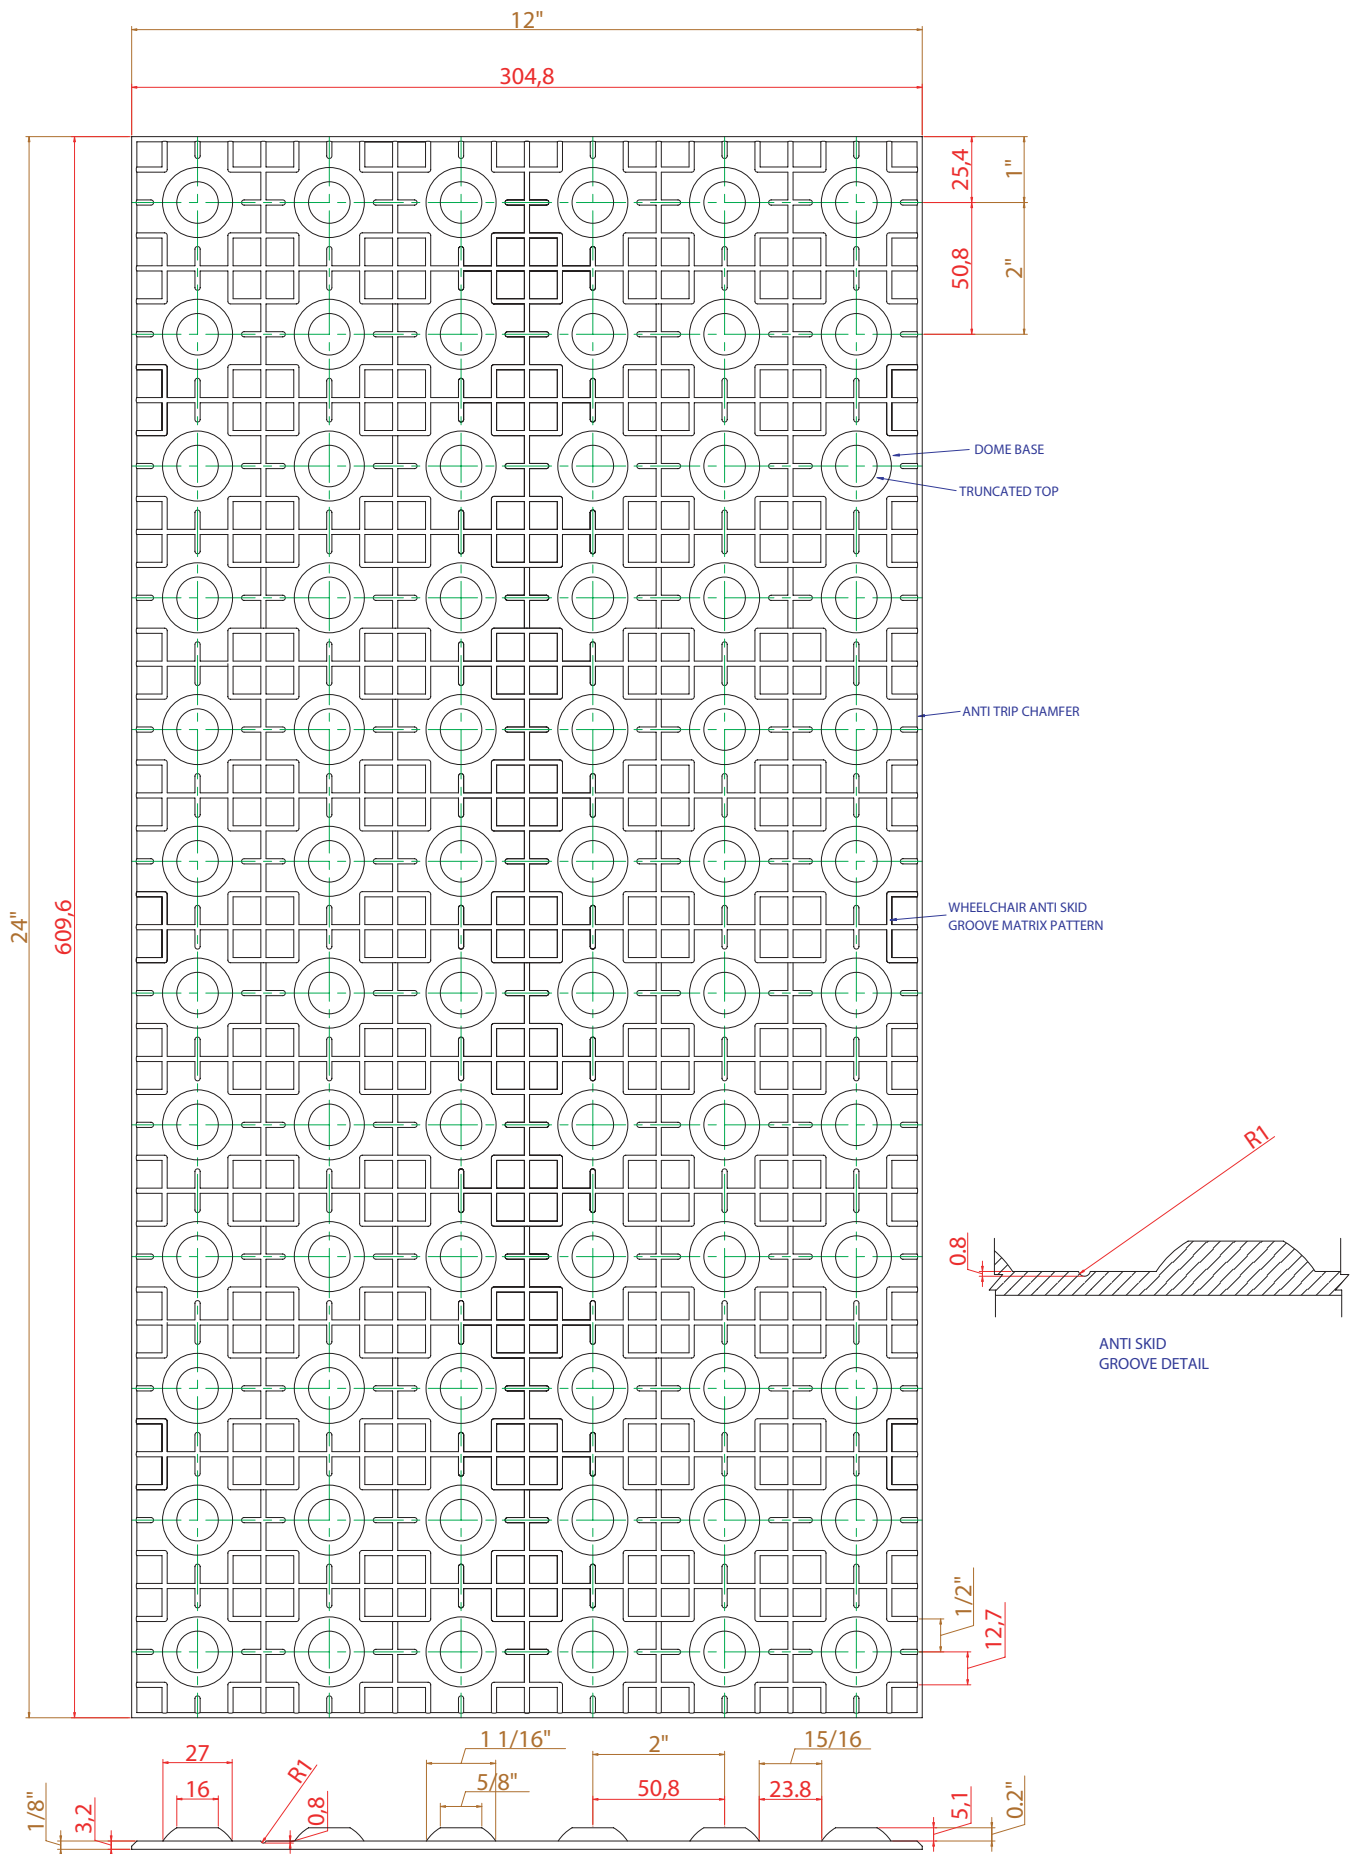 12"
304,8
25,4
1"
50,8
2"
DOME BASE
TRUNCATED TOP
ANTI TRIP CHAMFER
24"
609,6
WHEELCHAIR ANTI SKID
GROOVE MATRIX PATTERN
R1
0.8
ANTI SKID
GROOVE DETAIL
1/2"
12,7
27
16
R1
0,8
1 1/16"
5/8"
2"
50,8
15/16
23.8
1/8"
3,2
5,1
0.2"